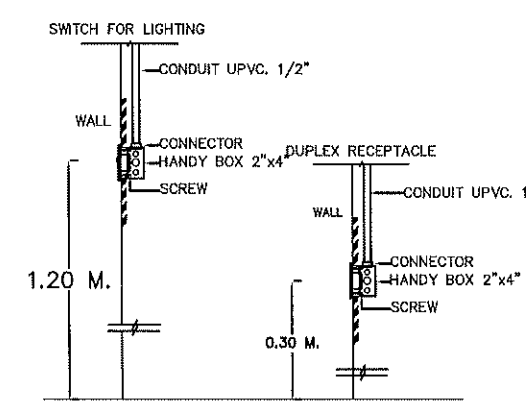 SWITCH FOR LIGHTING
CONDUIT UPVC. 1/2"
WALL
CONNECTOR
HANDY BOX 2"x4"
SCREW
1.20 M.
DUPLEX RECEPTACLE
CONDUIT UPVC. 1
WALL
CONNECTOR
HANDY BOX 2"x4"
SCREW
0.30 M.